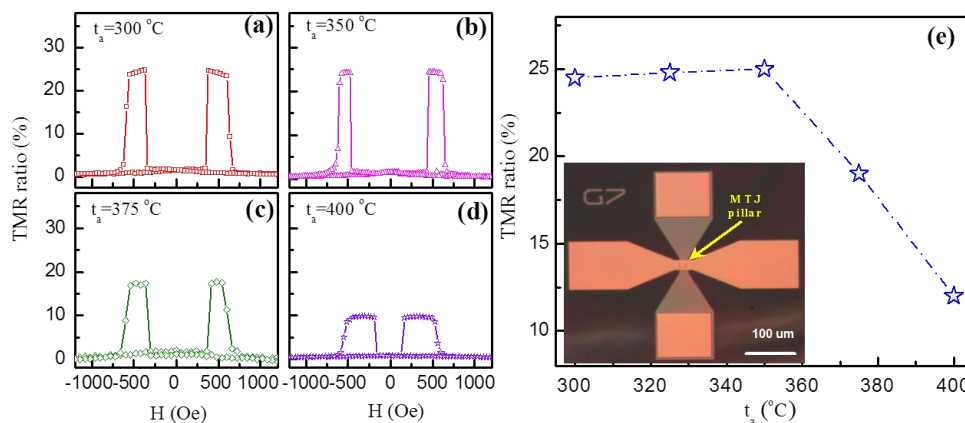 t_a=300 °C
(a)
t_a=350 °C
(b)
30
20
10
0
t_a=375 °C
(c)
t_a=400 °C
(d)
30
20
10
0
TMR ratio (%)
-1000 -500 0 500 1000
-1000 -500 0 500 1000
H (Oe)
H (Oe)
(e)
25
20
15
10
TMR ratio (%)
G7
MTJ
pillar
100 um
300 320 340 360 380 400
t_a (°C)